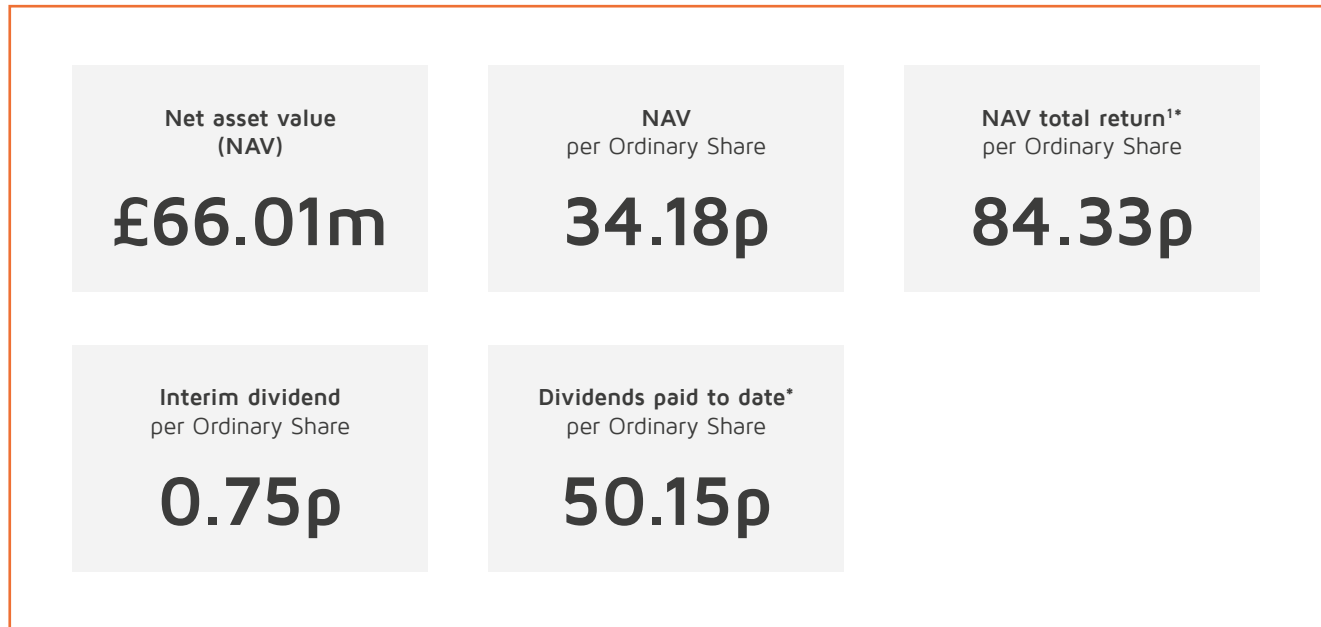 Net asset value
(NAV)
£66.01m
NAV
per Ordinary Share
34.18p
NAV total return¹*
per Ordinary Share
84.33p
Interim dividend
per Ordinary Share
0.75p
Dividends paid to date*
per Ordinary Share
50.15p